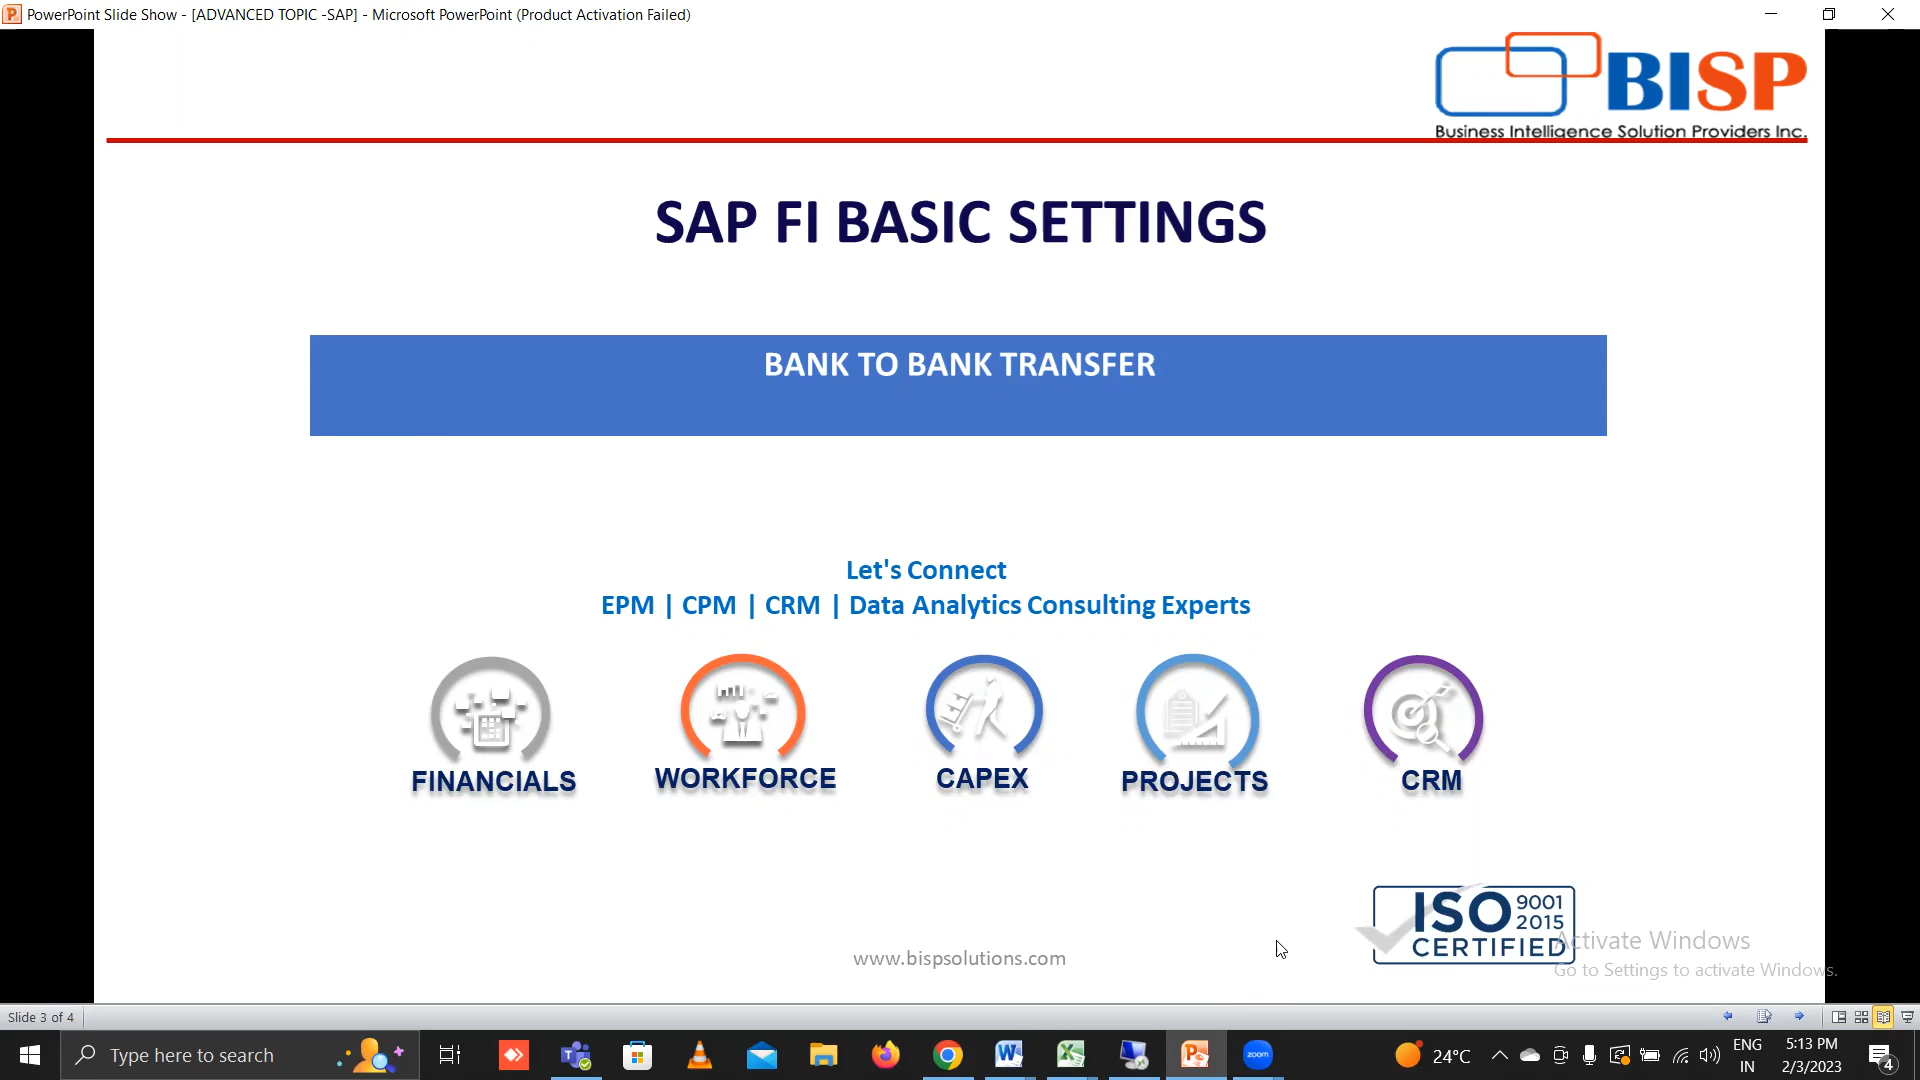 PowerPoint Slide Show - [ADVANCED TOPIC -SAP] - Microsoft PowerPoint (Product Activation Failed)
BISP
Business Intelligence Solution Providers Inc.
SAP FI BASIC SETTINGS
BANK TO BANK TRANSFER
Let's Connect
EPM | CPM | CRM | Data Analytics Consulting Experts
FINANCIALS
WORKFORCE
CAPEX
PROJECTS
CRM
ISO 9001 2015
CERTIFIED
www.bispsolutions.com
Activate Windows
Go to Settings to activate Windows.
Slide 3 of 4
Type here to search
zoom
24°C
ENG
IN
5:13 PM
2/3/2023
4